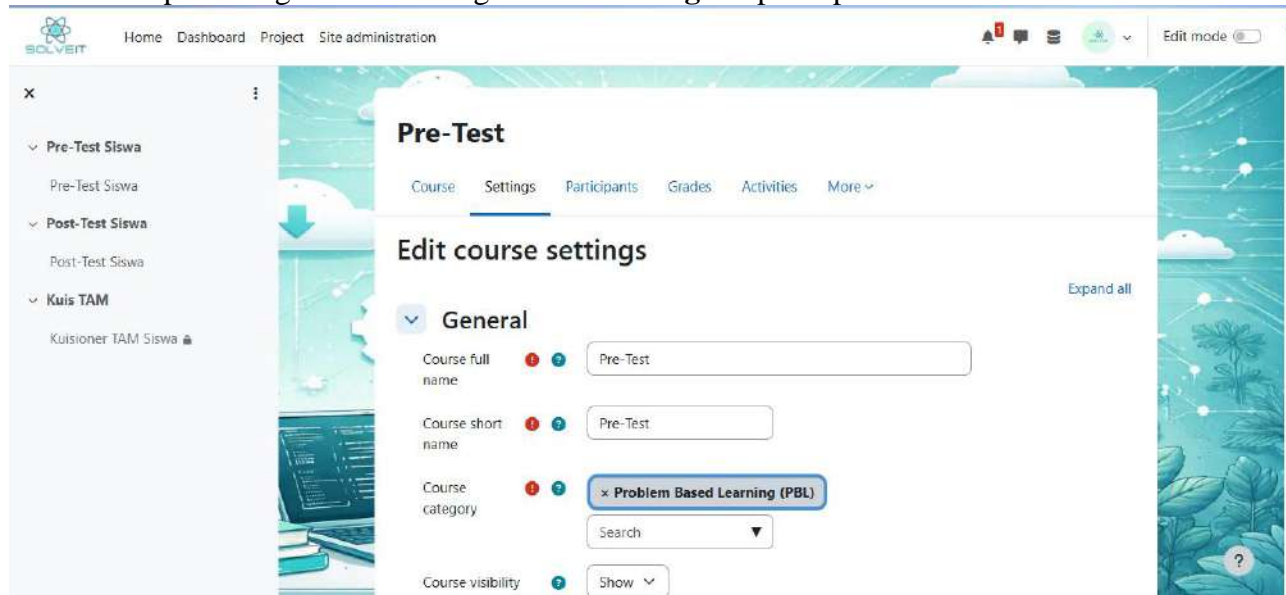 SOLVEIT
Home Dashboard Project Site administration
1
Edit mode
Pre-Test Siswa
Pre-Test Siswa
Post-Test Siswa
Post-Test Siswa
Kuis TAM
Kuisioner TAM Siswa
Pre-Test
Course Settings Participants Grades Activities More
Edit course settings
Expand all
General
Course full name
Pre-Test
Course short name
Pre-Test
Course category
× Problem Based Learning (PBL)
Search
Course visibility
Show
?